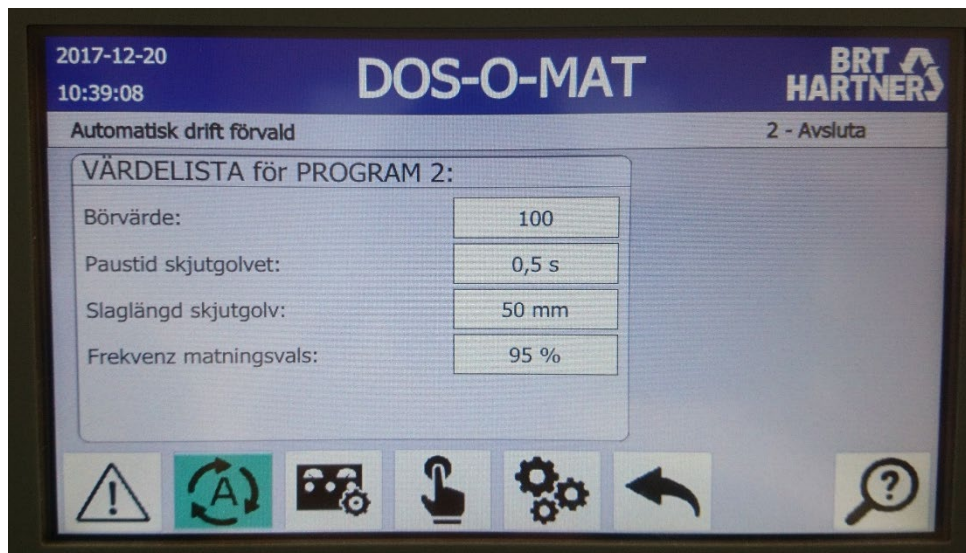 2017-12-20
10:39:08
DOS-O-MAT
BRT
HARTNER
Automatisk drift förvald
2 - Avsluta
VÄRDELISTA för PROGRAM 2:
Börvärde:
100
Paustid skjutgolvet:
0,5 s
Slaglängd skjutgolv:
50 mm
Frekvenz matningsvals:
95 %
A